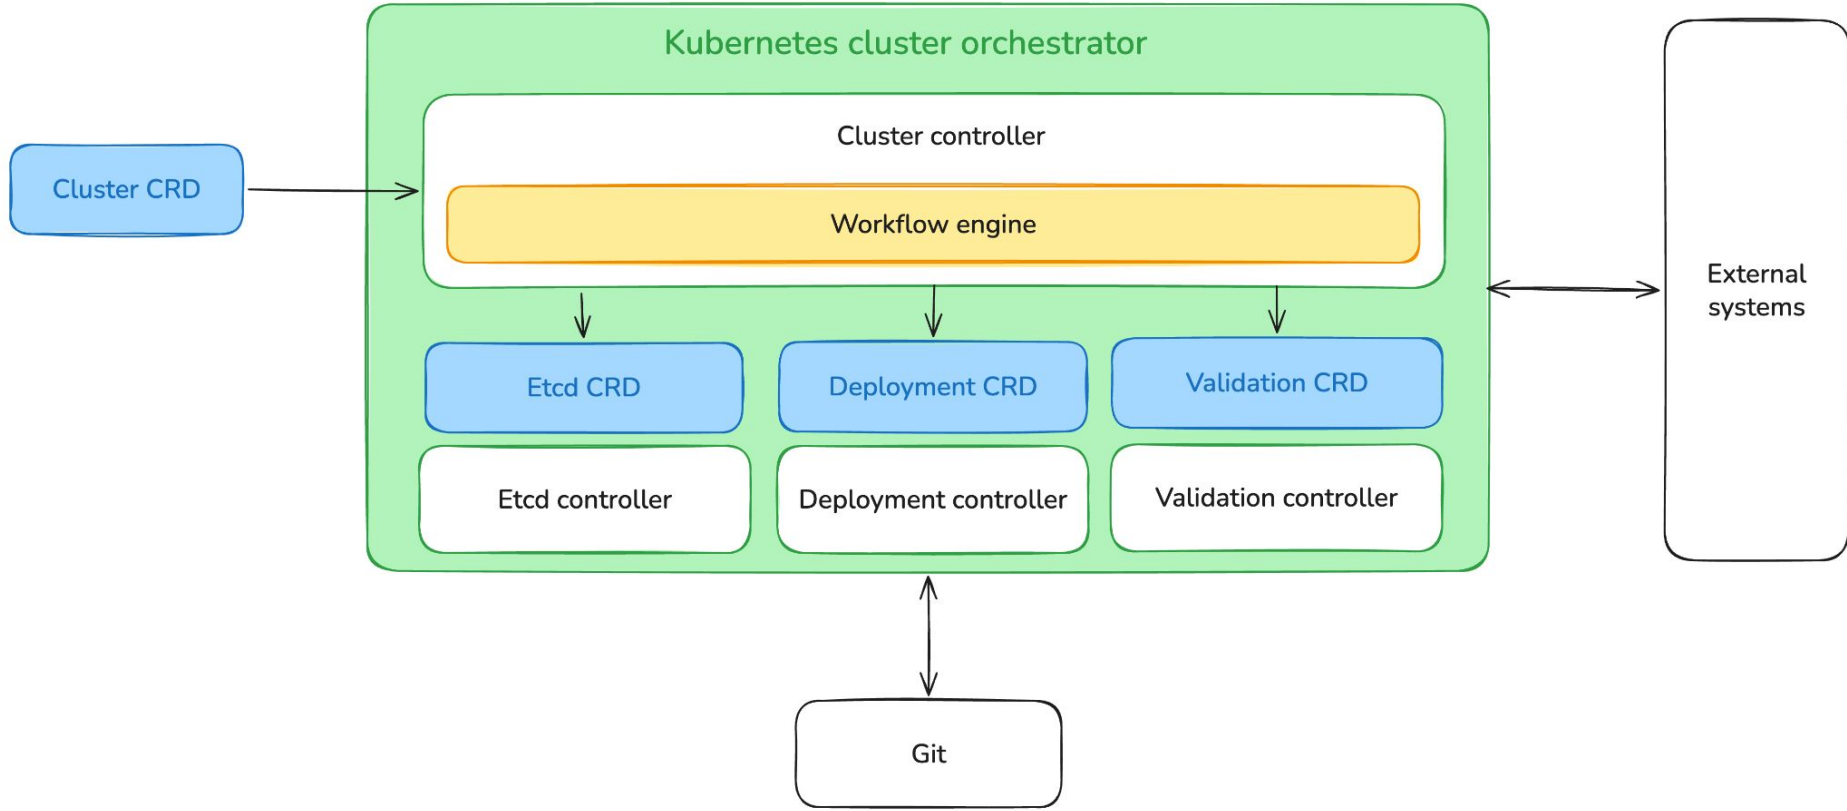 Kubernetes cluster orchestrator
Cluster controller
Cluster CRD
Workflow engine
External
systems
Etcd CRD
Deployment CRD
Validation CRD
Etcd controller
Deployment controller
Validation controller
Git